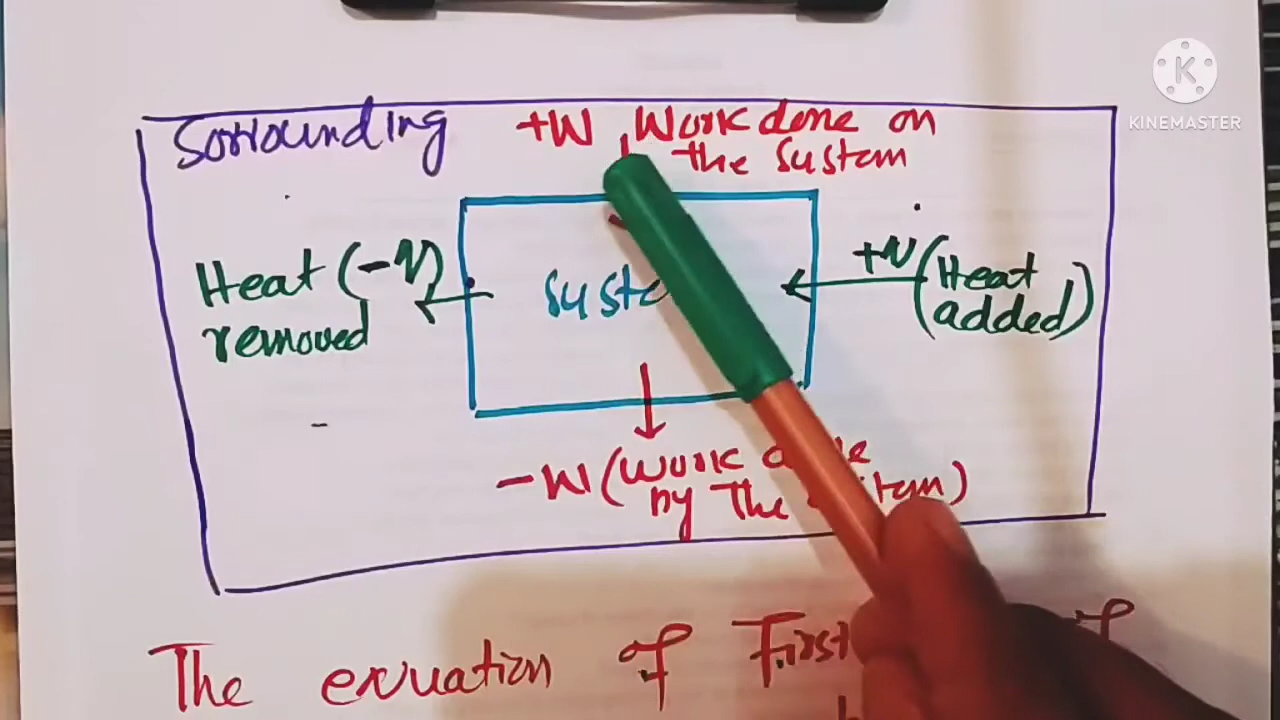 Sorrounding
+W Work done on
the System
Heat (-q)
removed
+q (Heat
added)
-W (Work
by The
The equation of First
KINEMASTER